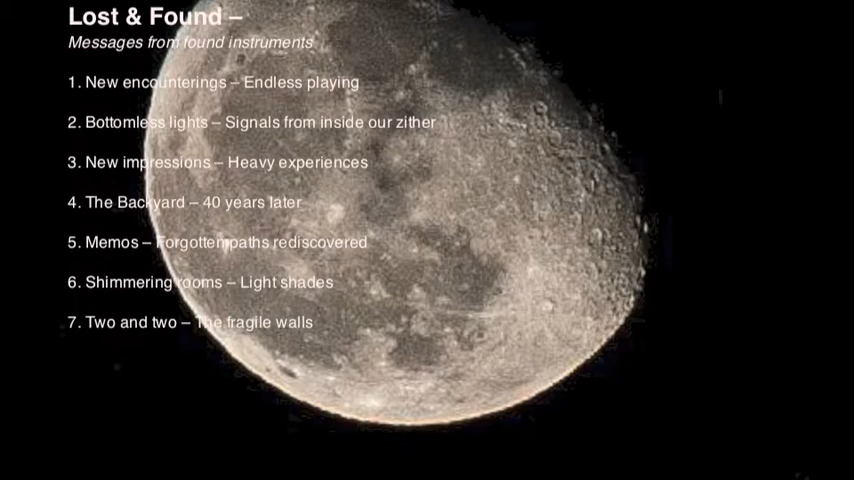 Lost & Found –
Messages from found instruments
1. New encounterings – Endless playing
2. Bottomless lights – Signals from inside our zither
3. New impressions – Heavy experiences
4. The Backyard – 40 years later
5. Memos – Forgotten paths rediscovered
6. Shimmering rooms – Light shades
7. Two and two – The fragile walls